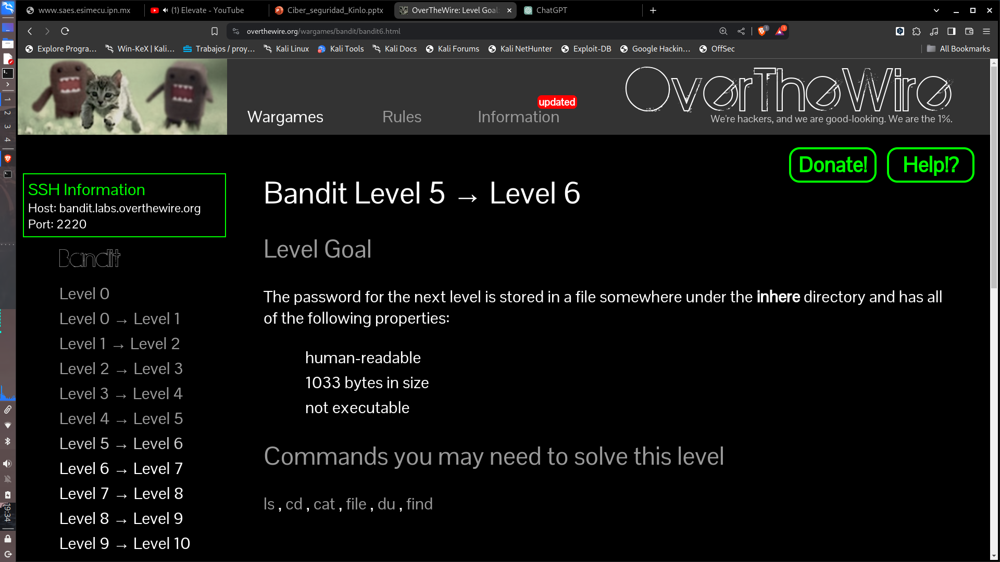 www.saes.esimecu.ipn.mx
(1) Elevate - YouTube
Ciber_seguridad_Kinlo.pptx
OverTheWire: Level Goal:
ChatGPT
overthewire.org/wargames/bandit/bandit6.html
1
1
Explore Progra...
Win-KeX | Kali...
Trabajos / proy...
Kali Linux
Kali Tools
Kali Docs
Kali Forums
Kali NetHunter
Exploit-DB
Google Hackin...
OffSec
All Bookmarks
1
2
3
4
19:34
OverTheWire
We're hackers, and we are good-looking. We are the 1%.
Wargames
Rules
Information
updated
Donate!
Help!?
SSH Information
Host: bandit.labs.overthewire.org
Port: 2220
Bandit
Level 0
Level 0 → Level 1
Level 1 → Level 2
Level 2 → Level 3
Level 3 → Level 4
Level 4 → Level 5
Level 5 → Level 6
Level 6 → Level 7
Level 7 → Level 8
Level 8 → Level 9
Level 9 → Level 10
Bandit Level 5 → Level 6
Level Goal
The password for the next level is stored in a file somewhere under the inhere directory and has all
of the following properties:
human-readable
1033 bytes in size
not executable
Commands you may need to solve this level
ls , cd , cat , file , du , find